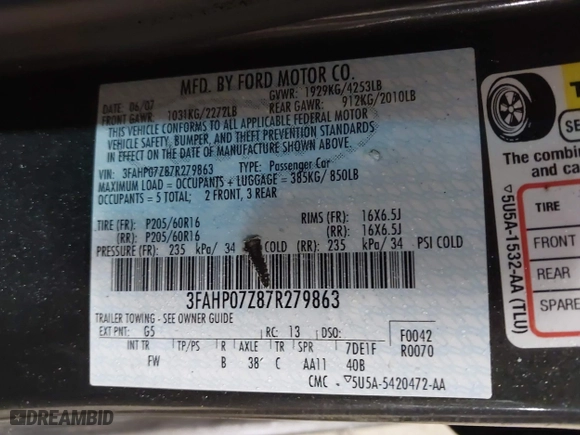 MFD. BY FORD MOTOR CO.
DATE: 06/07 GVWR: 1929KG/4253LB
FRONT GAWR: 1031KG/2272LB REAR GAWR: 912KG/2010LB
THIS VEHICLE CONFORMS TO ALL APPLICABLE FEDERAL MOTOR
VEHICLE SAFETY, BUMPER, AND THEFT PREVENTION STANDARDS
IN EFFECT ON THE DATE OF MANUFACTURE SHOWN ABOVE.
VIN: 3FAHP07Z87R279863 TYPE: Passenger Car
MAXIMUM LOAD = OCCUPANTS + LUGGAGE = 385KG/ 850LB
OCCUPANTS = 5 TOTAL; 2 FRONT, 3 REAR
TIRE (FR): P205/60R16 RIMS (FR): 16X6.5J
(RR): P205/60R16 (RR): 16X6.5J
PRESSURE (FR): 235 kPa/ 34 COLD (RR): 235 kPa/ 34 PSI COLD
3FAHP07Z87R279863
TRAILER TOWING - SEE OWNER GUIDE
EXT PNT: G5 RC: 13 DSO: F0042
INT TR TP/PS R AXLE TR SPR 7DE1F R0070
FW B 38 C AA11 40B
CMC - ▽5U5A-5420472-AA
TI
SE
The combin
and ca
TIRE
FRONT
REAR
SPARE
▽5U5A-1532-AA (TLU)
DREAMBID